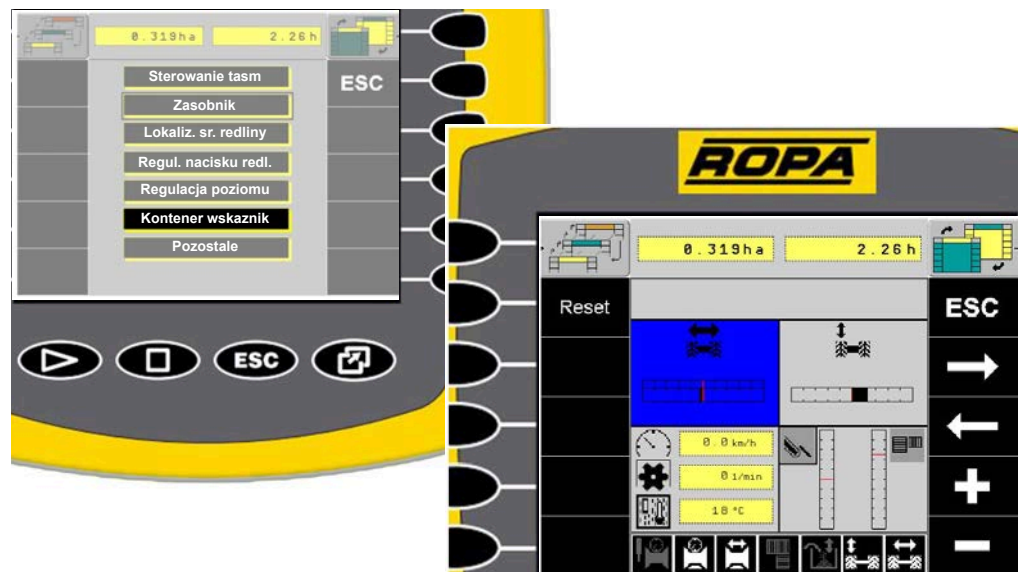 0.319ha 2.26h
ESC
Sterowanie tasm
Zasobnik
Lokaliz. sr. redliny
Regul. nacisku redl.
Regulacja poziomu
Kontener wskaznik
Pozostale
ESC
ROPA
0.319ha 2.26h
Reset
ESC
0.0 km/h
0 1/min
18 °C